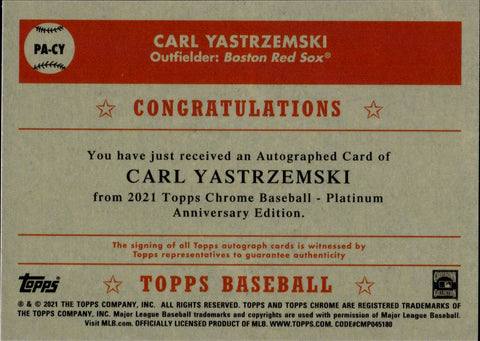 PA-CY
CARL YASTRZEMSKI
Outfielder: Boston Red Sox®
CONGRATULATIONS
You have just received an Autographed Card of
CARL YASTRZEMSKI
from 2021 Topps Chrome Baseball - Platinum
Anniversary Edition.
The signing of all Topps autograph cards is witnessed by
Topps representatives to guarantee authenticity
Topps
TOPPS BASEBALL
® & © 2021 THE TOPPS COMPANY, INC. ALL RIGHTS RESERVED. TOPPS AND TOPPS CHROME ARE REGISTERED TRADEMARKS OF
THE TOPPS COMPANY, INC. Major League Baseball trademarks and copyrights are used with permission of Major League Baseball.
Visit MLB.com. OFFICIALLY LICENSED PRODUCT OF MLB. WWW.TOPPS.COM. CODE#CMP045180